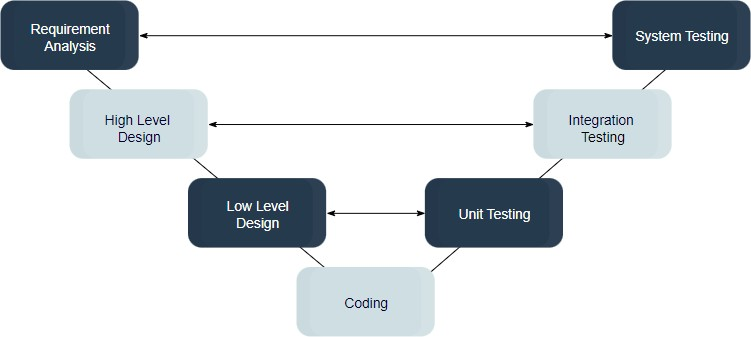 Requirement
Analysis
System Testing
High Level
Design
Integration
Testing
Low Level
Design
Unit Testing
Coding